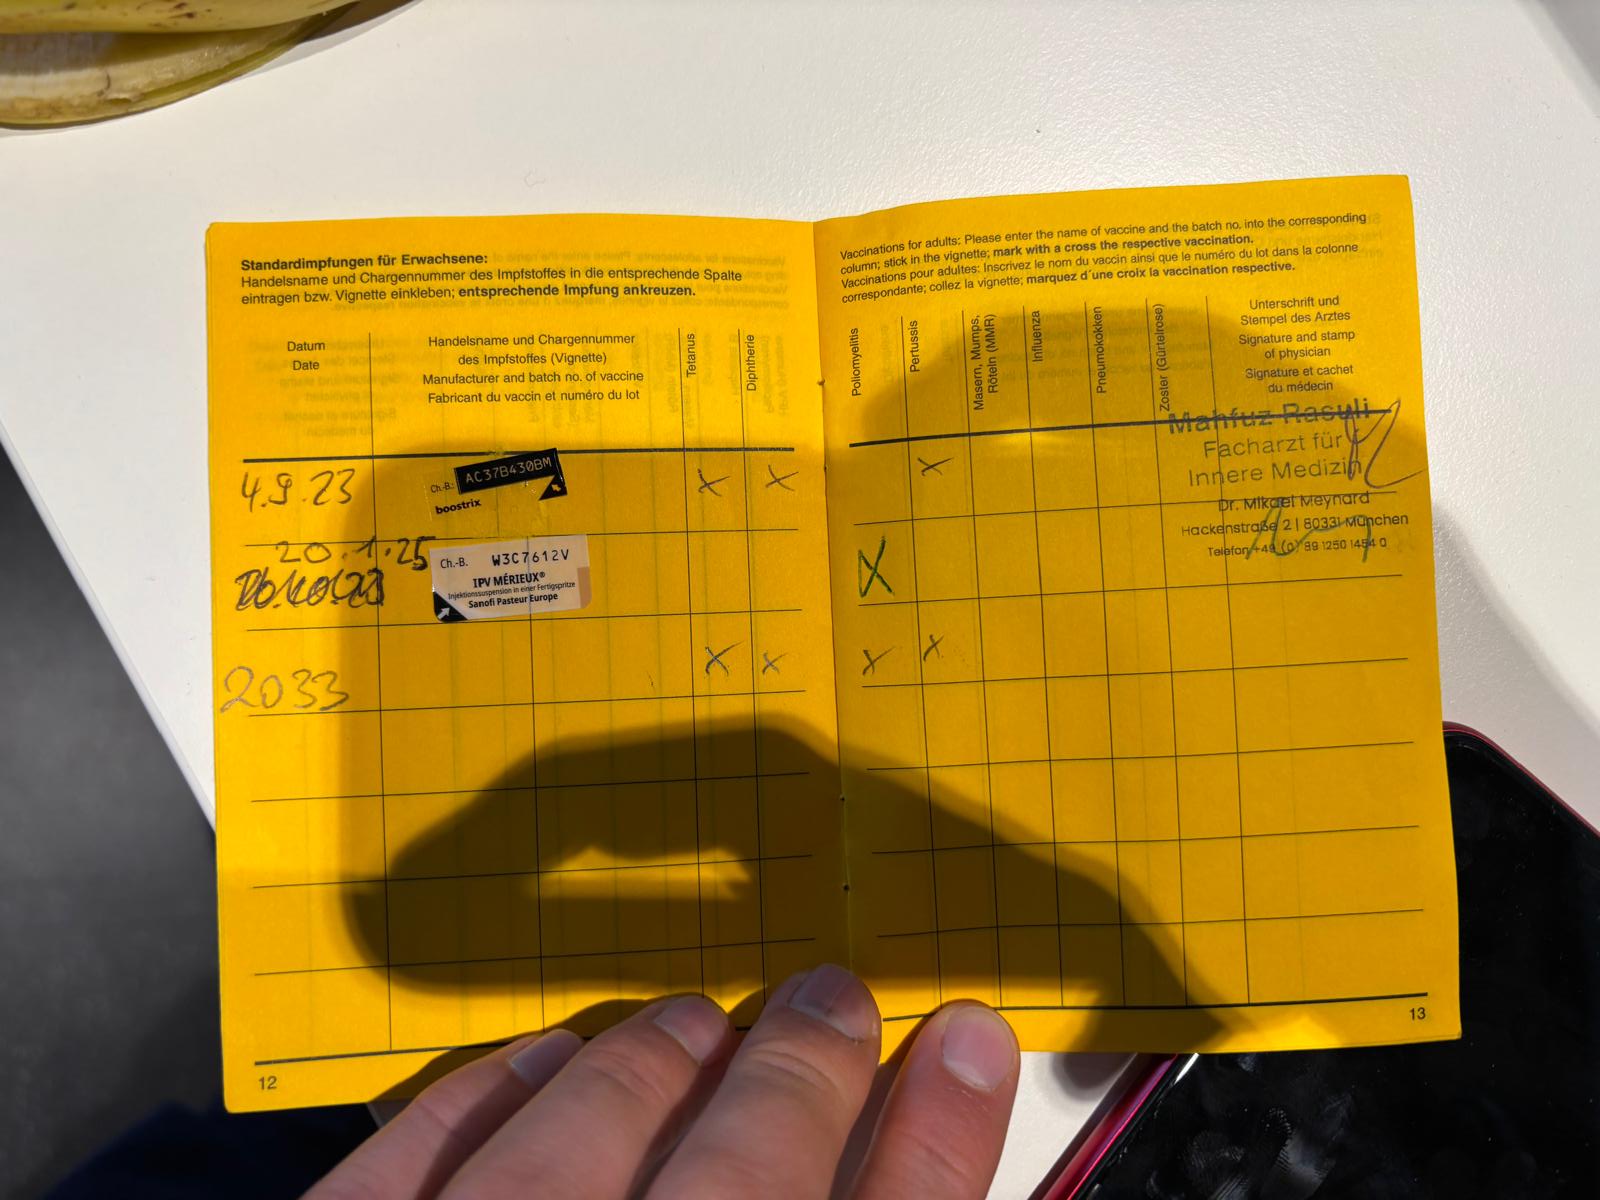 Standardimpfungen für Erwachsene:
Handelsname und Chargennummer des Impfstoffes in die entsprechende Spalte
eintragen bzw. Vignette einkleben; entsprechende Impfung ankreuzen.
Datum
Date
Handelsname und Chargennummer
des Impfstoffes (Vignette)
Manufacturer and batch no. of vaccine
Fabricant du vaccin et numéro du lot
Tetanus
Diphtherie
4.9.23
Ch.-B.: AC37B430BM
boostrix
X
X
20.1.25
Ch.-B. W3C7612V
IPV MÉRIEUX®
Injektionssuspension in einer Fertigspritze
Sanofi Pasteur Europe
2033
X
X
12
Vaccinations for adults: Please enter the name of vaccine and the batch no. into the corresponding
column; stick in the vignette; mark with a cross the respective vaccination.
Vaccinations pour adultes: Inscrivez le nom du vaccin ainsi que le numéro du lot dans la colonne
correspondante; collez la vignette; marquez d´une croix la vaccination respective.
Poliomyelitis
Pertussis
Masern, Mumps,
Röteln (MMR)
Influenza
Pneumokokken
Zoster (Gürtelrose)
Unterschrift und
Stempel des Arztes
Signature and stamp
of physician
Signature et cachet
du médecin
X
Mahfuz Rasuli
Facharzt für
Innere Medizin
X
Dr. Mikael Meynard
Hackenstraße 2 | 80331 München
Telefon +49 (0) 89 1250 1454 0
X
X
13